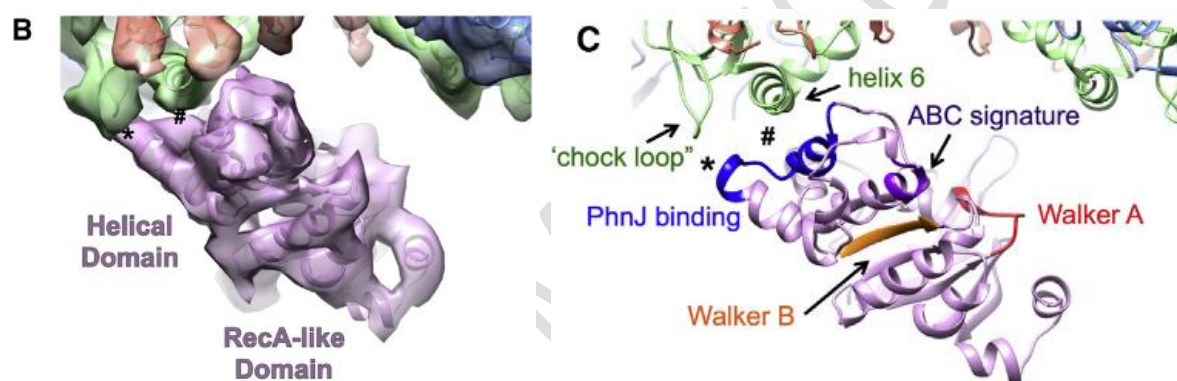 B
*
#
Helical
Domain
RecA-like
Domain
C
helix 6
ABC signature
#
'chock loop"
*
PhnJ binding
Walker A
Walker B